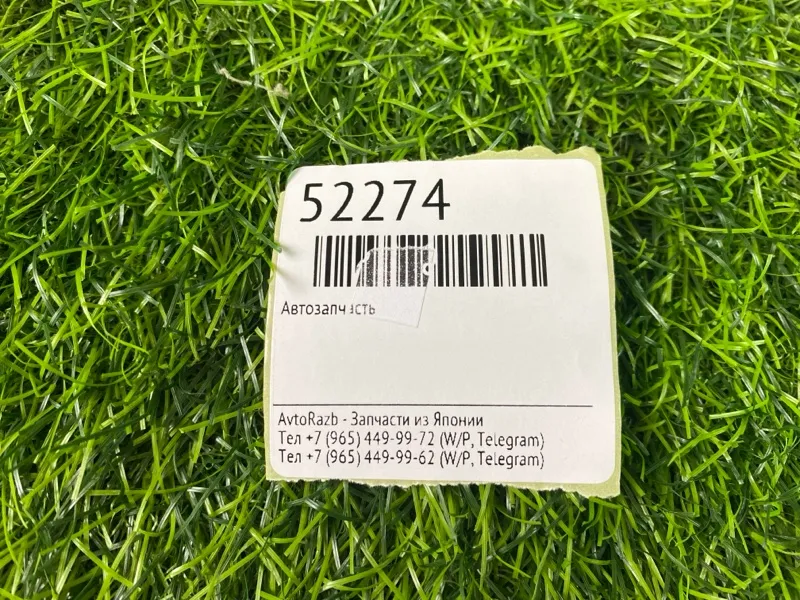 52274
Автозапчасть
AvtoRazb - Запчасти из Японии
Тел +7 (965) 449-99-72 (W/P, Telegram)
Тел +7 (965) 449-99-62 (W/P, Telegram)